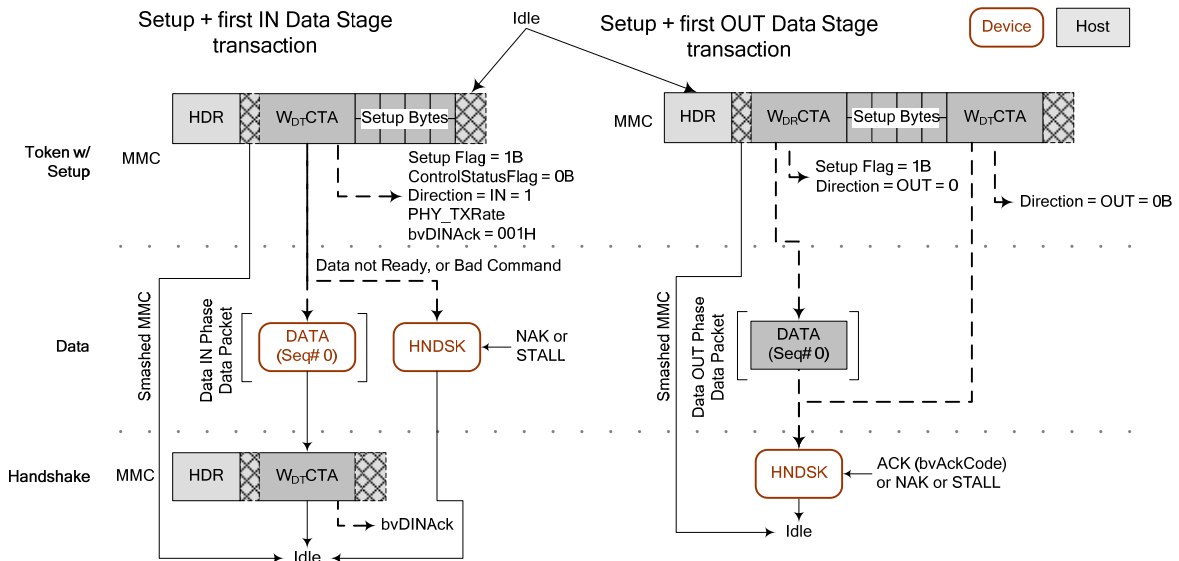 Setup + first IN Data Stage
transaction
Idle
Setup + first OUT Data Stage
transaction
Device
Host
Token w/
Setup
MMC
HDR
WDTCTA
Setup Bytes
MMC
HDR
WDRCTA
Setup Bytes
WDTCTA
Setup Flag = 1B
ControlStatusFlag = 0B
Direction = IN = 1
PHY_TXRate
bvDINAck = 001H
Setup Flag = 1B
Direction = OUT = 0
Direction = OUT = 0B
Data
Smashed MMC
Data IN Phase
Data Packet
Data not Ready, or Bad Command
DATA
(Seq# 0)
HNDSK
NAK or
STALL
Smashed MMC
Data OUT Phase
Data Packet
DATA
(Seq# 0)
Handshake
MMC
HDR
WDTCTA
bvDINAck
Idle
HNDSK
ACK (bvAckCode)
or NAK or STALL
Idle